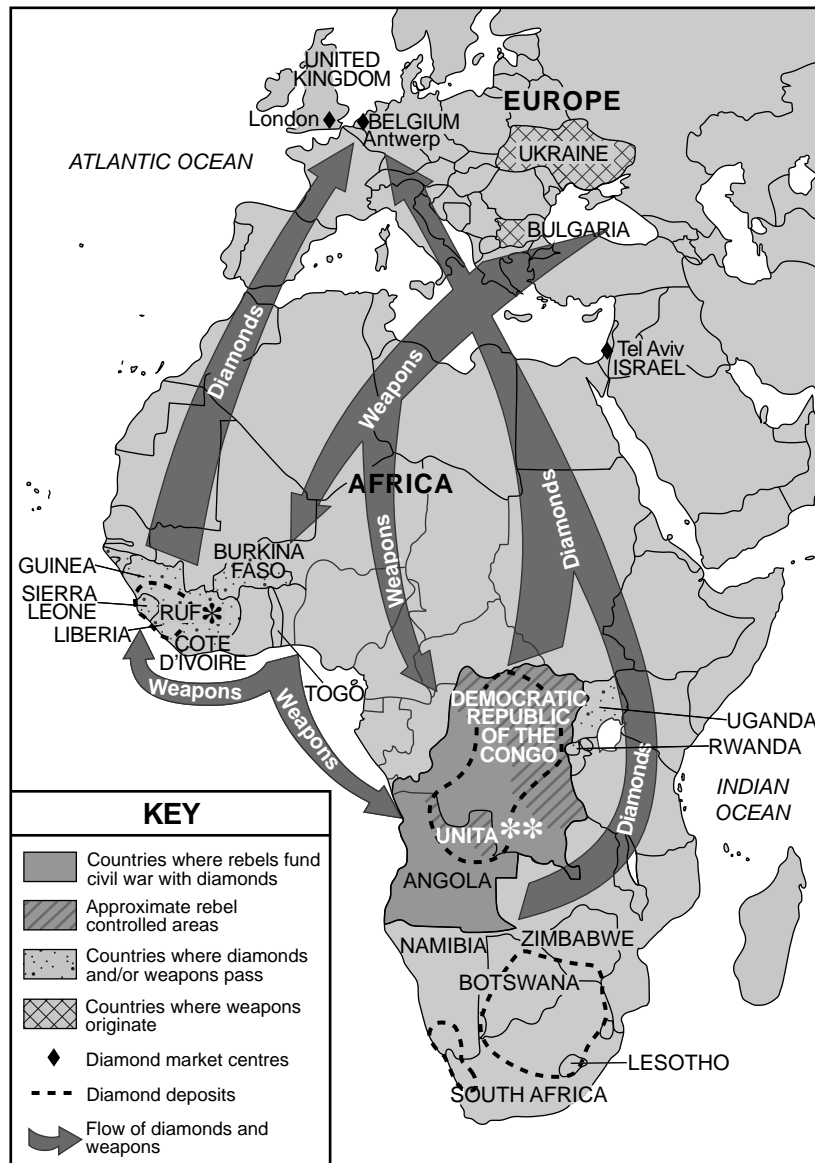 UNITED
KINGDOM
London
BELGIUM
Antwerp
EUROPE
UKRAINE
ATLANTIC OCEAN
BULGARIA
Tel Aviv
ISRAEL
Diamonds
Weapons
AFRICA
Weapons
Diamonds
BURKINA
FASO
GUINEA
SIERRA
LEONE
RUF*
LIBERIA
COTE
D'IVOIRE
TOGO
Weapons
Weapons
DEMOCRATIC
REPUBLIC
OF THE
CONGO
UGANDA
RWANDA
Diamonds
INDIAN
OCEAN
UNITA**
ANGOLA
NAMIBIA
ZIMBABWE
BOTSWANA
LESOTHO
SOUTH AFRICA
KEY
Countries where rebels fund
civil war with diamonds
Approximate rebel
controlled areas
Countries where diamonds
and/or weapons pass
Countries where weapons
originate
Diamond market centres
Diamond deposits
Flow of diamonds and
weapons